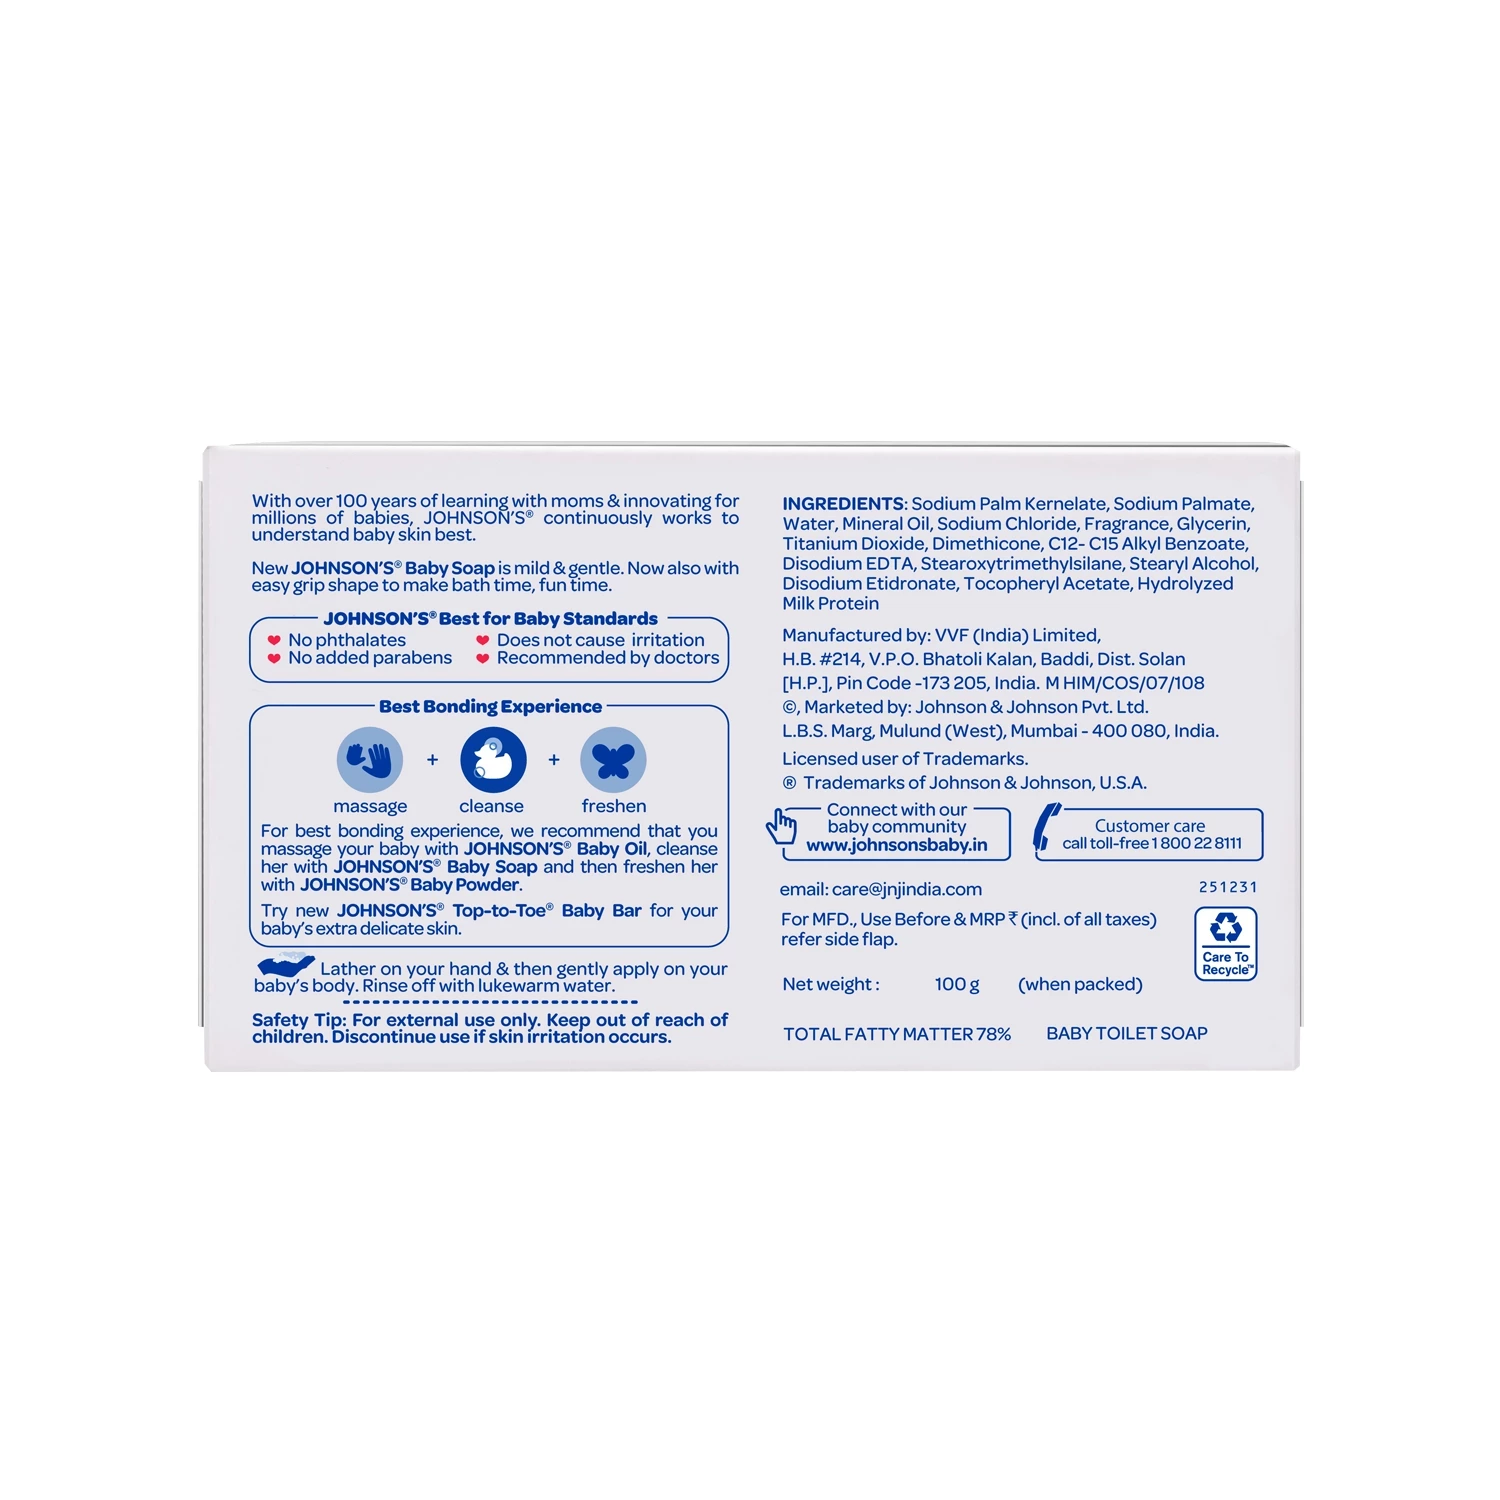 With over 100 years of learning with moms & innovating for
millions of babies, JOHNSON'S® continuously works to
understand baby skin best.
New JOHNSON'S® Baby Soap is mild & gentle. Now also with
easy grip shape to make bath time, fun time.
JOHNSON'S® Best for Baby Standards
No phthalates
Does not cause irritation
No added parabens
Recommended by doctors
Best Bonding Experience
+ +
massage cleanse freshen
For best bonding experience, we recommend that you
massage your baby with JOHNSON'S® Baby Oil, cleanse
her with JOHNSON'S® Baby Soap and then freshen her
with JOHNSON'S® Baby Powder.
Try new JOHNSON'S® Top-to-Toe® Baby Bar for your
baby's extra delicate skin.
Lather on your hand & then gently apply on your
baby's body. Rinse off with lukewarm water.
Safety Tip: For external use only. Keep out of reach of
children. Discontinue use if skin irritation occurs.
INGREDIENTS: Sodium Palm Kernelate, Sodium Palmate,
Water, Mineral Oil, Sodium Chloride, Fragrance, Glycerin,
Titanium Dioxide, Dimethicone, C12- C15 Alkyl Benzoate,
Disodium EDTA, Stearoxytrimethylsilane, Stearyl Alcohol,
Disodium Etidronate, Tocopheryl Acetate, Hydrolyzed
Milk Protein
Manufactured by: VVF (India) Limited,
H.B. #214, V.P.O. Bhatoli Kalan, Baddi, Dist. Solan
[H.P.], Pin Code -173 205, India. M HIM/COS/07/108
©, Marketed by: Johnson & Johnson Pvt. Ltd.
L.B.S. Marg, Mulund (West), Mumbai - 400 080, India.
Licensed user of Trademarks.
® Trademarks of Johnson & Johnson, U.S.A.
Connect with our
baby community
www.johnsonsbaby.in
Customer care
call toll-free 1 800 22 8111
email: care@jnjindia.com
251231
For MFD., Use Before & MRP ₹ (incl. of all taxes)
refer side flap.
Care To
Recycle™
Net weight : 100 g (when packed)
TOTAL FATTY MATTER 78% BABY TOILET SOAP